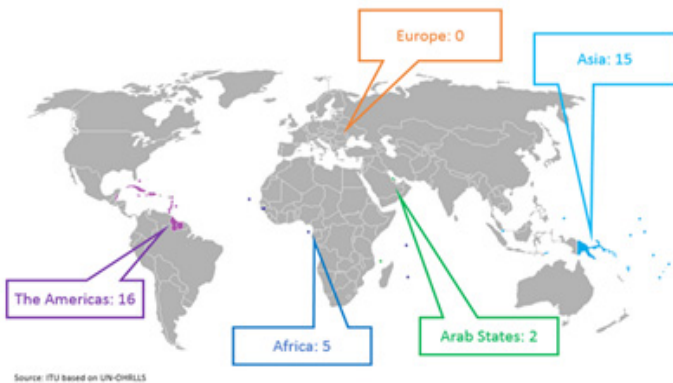 Europe: 0
Asia: 15
The Americas: 16
Africa: 5
Arab States: 2
Source: ITU based on UN-OHRLLS